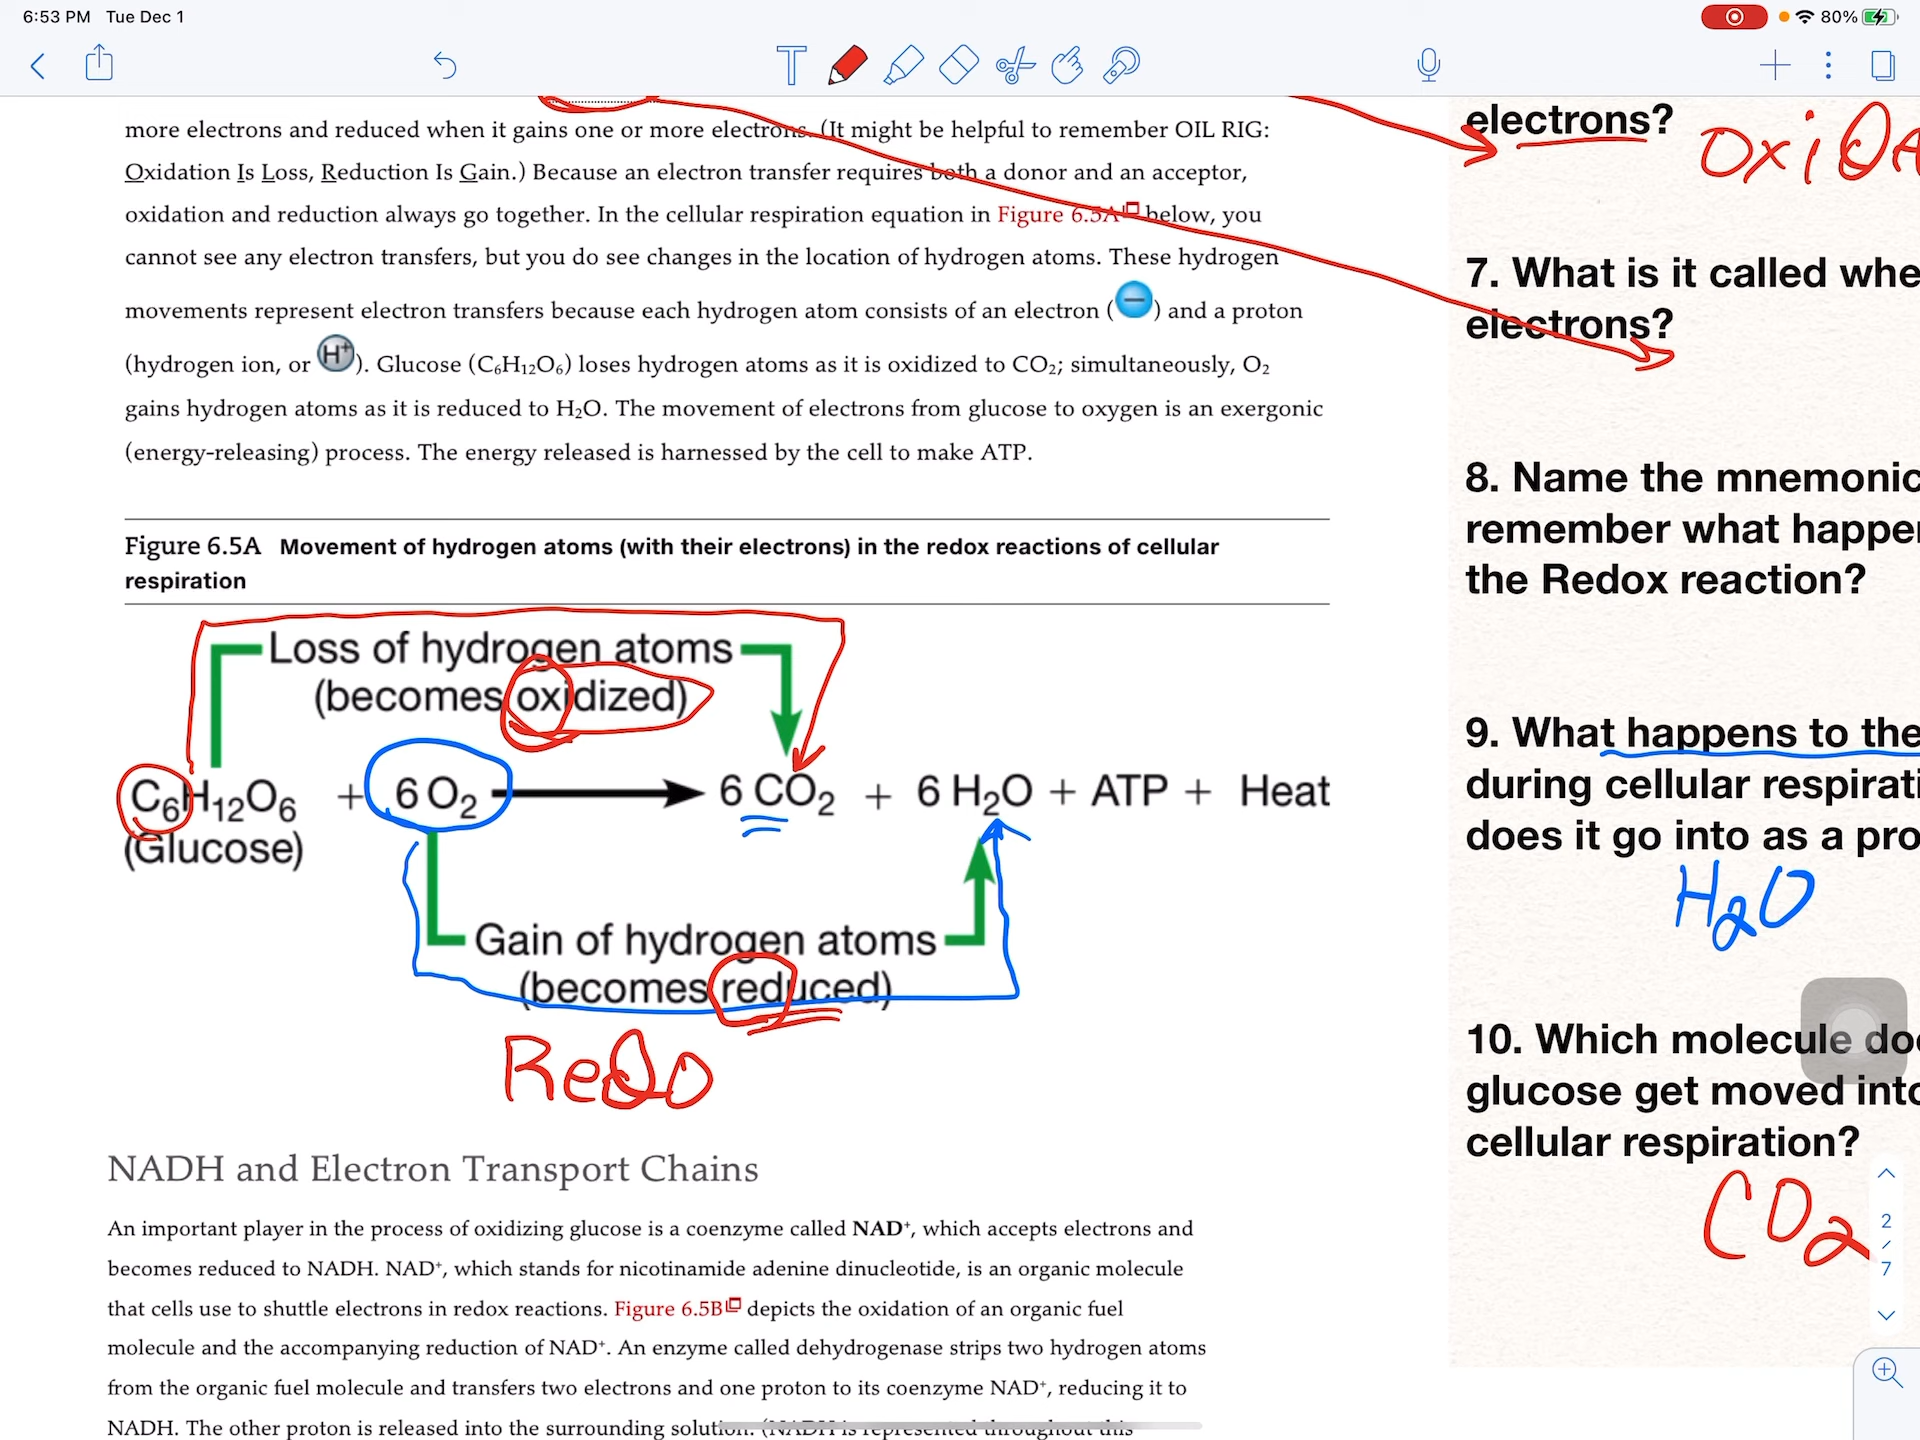 6:53 PM Tue Dec 1
80%
more electrons and reduced when it gains one or more electrons. (It might be helpful to remember OIL RIG:
Oxidation Is Loss, Reduction Is Gain.) Because an electron transfer requires both a donor and an acceptor,
oxidation and reduction always go together. In the cellular respiration equation in Figure 6.5A below, you
cannot see any electron transfers, but you do see changes in the location of hydrogen atoms. These hydrogen
movements represent electron transfers because each hydrogen atom consists of an electron (−) and a proton
(hydrogen ion, or H⁺). Glucose (C₆H₁₂O₆) loses hydrogen atoms as it is oxidized to CO₂; simultaneously, O₂
gains hydrogen atoms as it is reduced to H₂O. The movement of electrons from glucose to oxygen is an exergonic
(energy-releasing) process. The energy released is harnessed by the cell to make ATP.
Figure 6.5A Movement of hydrogen atoms (with their electrons) in the redox reactions of cellular
respiration
Loss of hydrogen atoms
(becomes oxidized)
C₆H₁₂O₆ + 6 O₂ → 6 CO₂ + 6 H₂O + ATP + Heat
(Glucose)
Gain of hydrogen atoms
(becomes reduced)
NADH and Electron Transport Chains
An important player in the process of oxidizing glucose is a coenzyme called NAD⁺, which accepts electrons and
becomes reduced to NADH. NAD⁺, which stands for nicotinamide adenine dinucleotide, is an organic molecule
that cells use to shuttle electrons in redox reactions. Figure 6.5B depicts the oxidation of an organic fuel
molecule and the accompanying reduction of NAD⁺. An enzyme called dehydrogenase strips two hydrogen atoms
from the organic fuel molecule and transfers two electrons and one proton to its coenzyme NAD⁺, reducing it to
NADH. The other proton is released into the surrounding solution. (NADH is represented throughout this
electrons?
OxiDA
7. What is it called whe
electrons?
8. Name the mnemonic
remember what happe
the Redox reaction?
9. What happens to the
during cellular respirati
does it go into as a pro
H₂O
10. Which molecule do
glucose get moved into
cellular respiration?
CO₂
2
/
7